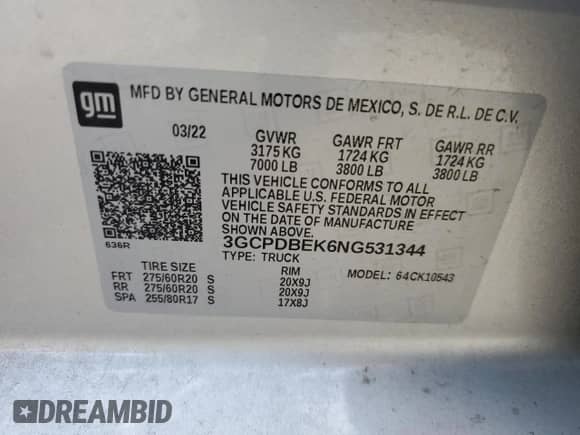 gm
MFD BY GENERAL MOTORS DE MEXICO, S. DE R.L. DE C.V.
03/22 GVWR GAWR FRT GAWR RR
3175 KG 1724 KG 1724 KG
7000 LB 3800 LB 3800 LB
THIS VEHICLE CONFORMS TO ALL
APPLICABLE U.S. FEDERAL MOTOR
VEHICLE SAFETY STANDARDS IN EFFECT
ON THE DATE OF MANUFACTURE
SHOWN ABOVE.
636R
3GCPDBEK6NG531344
TYPE: TRUCK
TIRE SIZE RIM MODEL: 64CK10543
FRT 275/60R20 S 20X9J
RR 275/60R20 S 20X9J
SPA 255/80R17 S 17X8J
DREAMBID